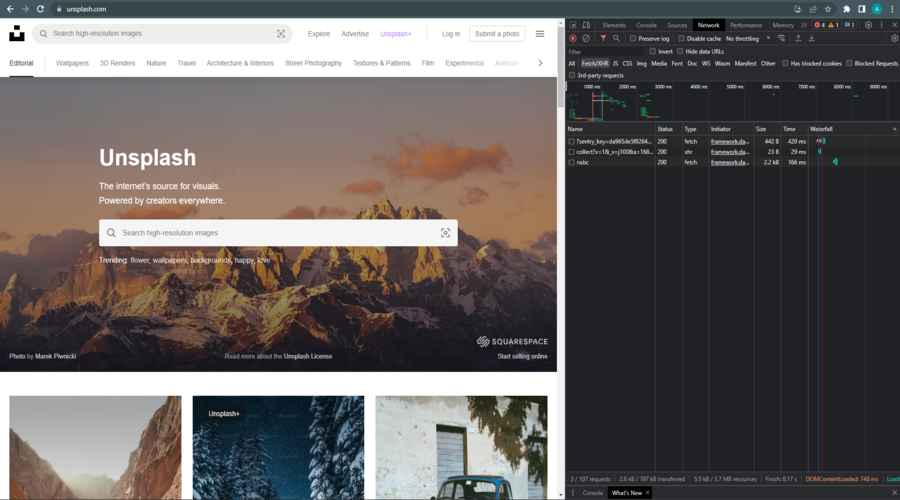 unsplash.com
Search high-resolution images
Explore Advertise Unsplash+ Log in Submit a photo
Editorial Wallpapers 3D Renders Nature Travel Architecture & Interiors Street Photography Textures & Patterns Film Experimental Animals
Unsplash
The internet's source for visuals.
Powered by creators everywhere.
Search high-resolution images
Trending: flower, wallpapers, backgrounds, happy, love
SQUARESPACE
Photo by Marek Piwnicki Read more about the Unsplash License Start selling online
Unsplash+
Elements Console Sources Network Performance Memory 4 1 1
Preserve log Disable cache No throttling
Filter Invert Hide data URLs
All Fetch/XHR JS CSS Img Media Font Doc WS Wasm Manifest Other Has blocked cookies Blocked Requests
3rd-party requests
1000 ms 2000 ms 3000 ms 4000 ms 5000 ms 6000 ms 7000 ms 8000 ms 9000 ms
Name Status Type Initiator Size Time Waterfall
?sentry_key=da965de5f8264... 200 fetch framework.da... 442 B 420 ms
collect?v=1&_v=j100&a=168... 200 xhr framework.da... 23 B 29 ms
200 fetch framework.da... 2.2 kB 166 ms
3 / 107 requests 2.8 kB / 787 kB transferred 5.5 kB / 3.7 MB resources Finish: 8.17 s DOMContentLoaded: 748 ms Load
Console What's New